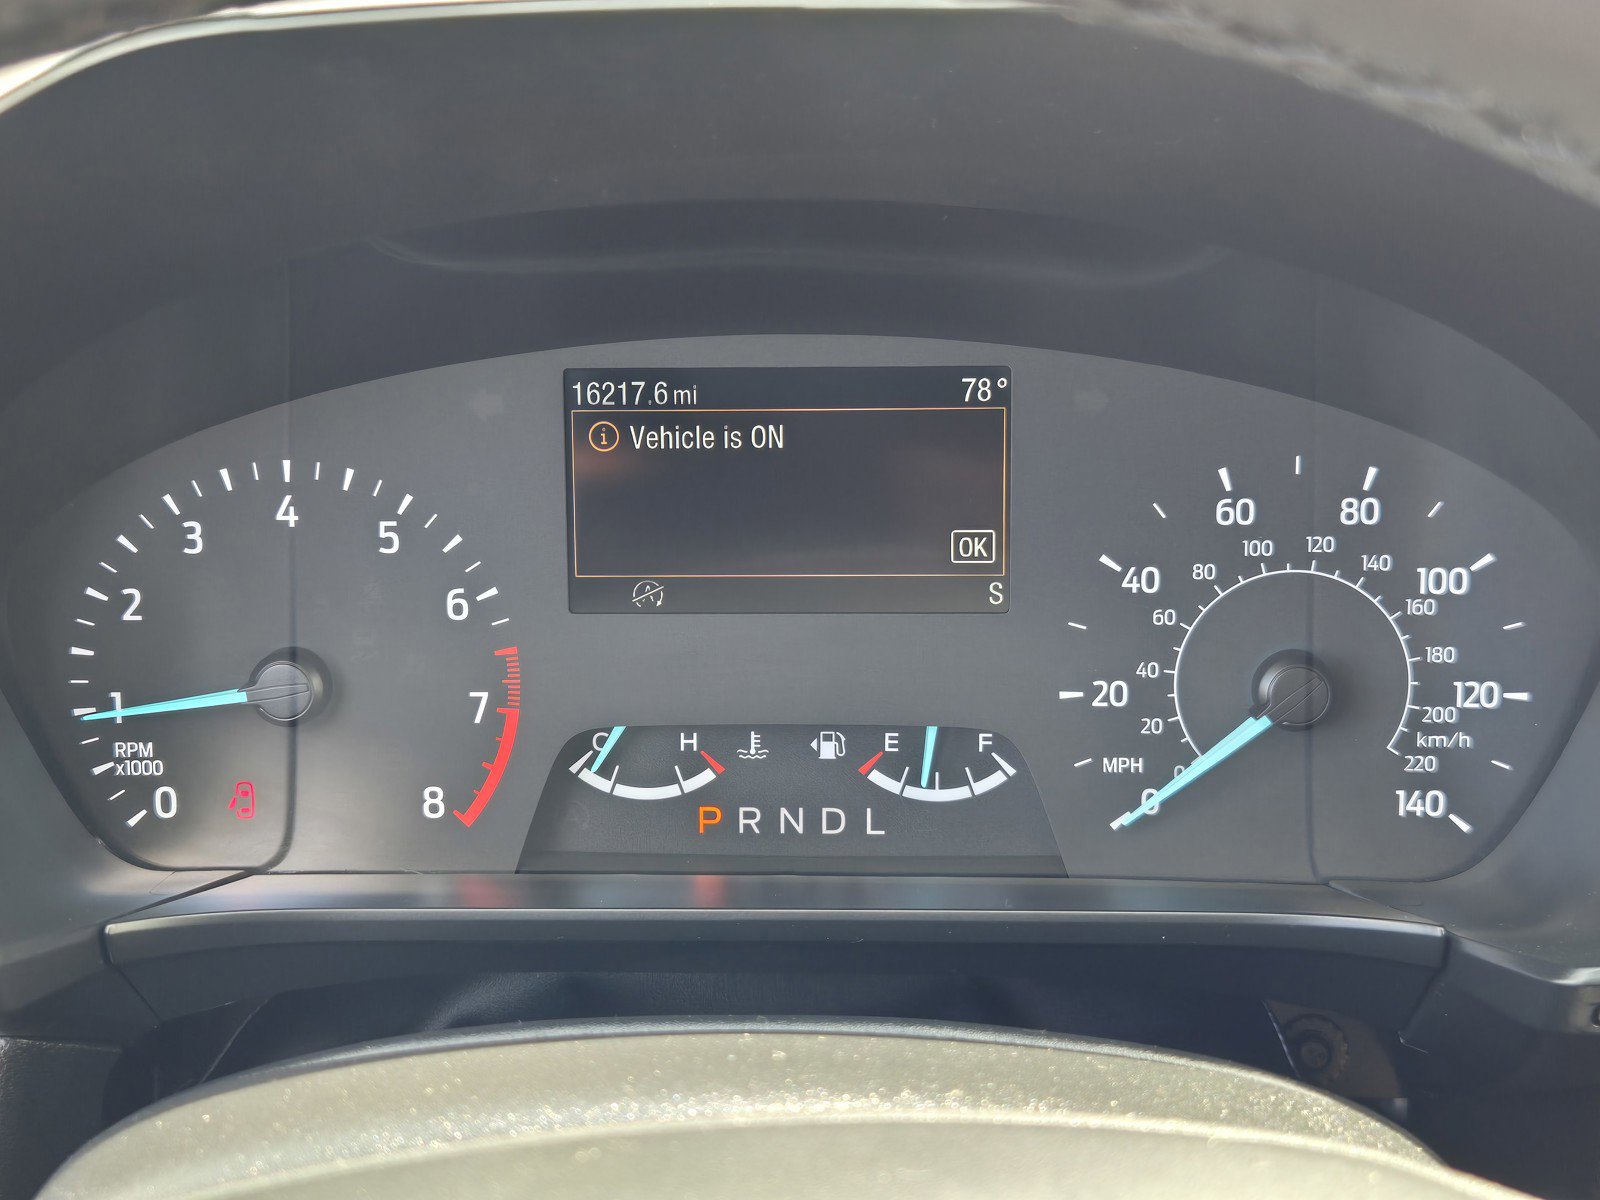 16217.6 mi 78°
i Vehicle is ON
OK
S
0 1 2 3 4 5 6 7 8
RPM
x1000
C H
E F
P R N D L
0 20 40 60 80 100 120 140
MPH
0 20 40 60 80 100 120 140 160 180 200 220
km/h